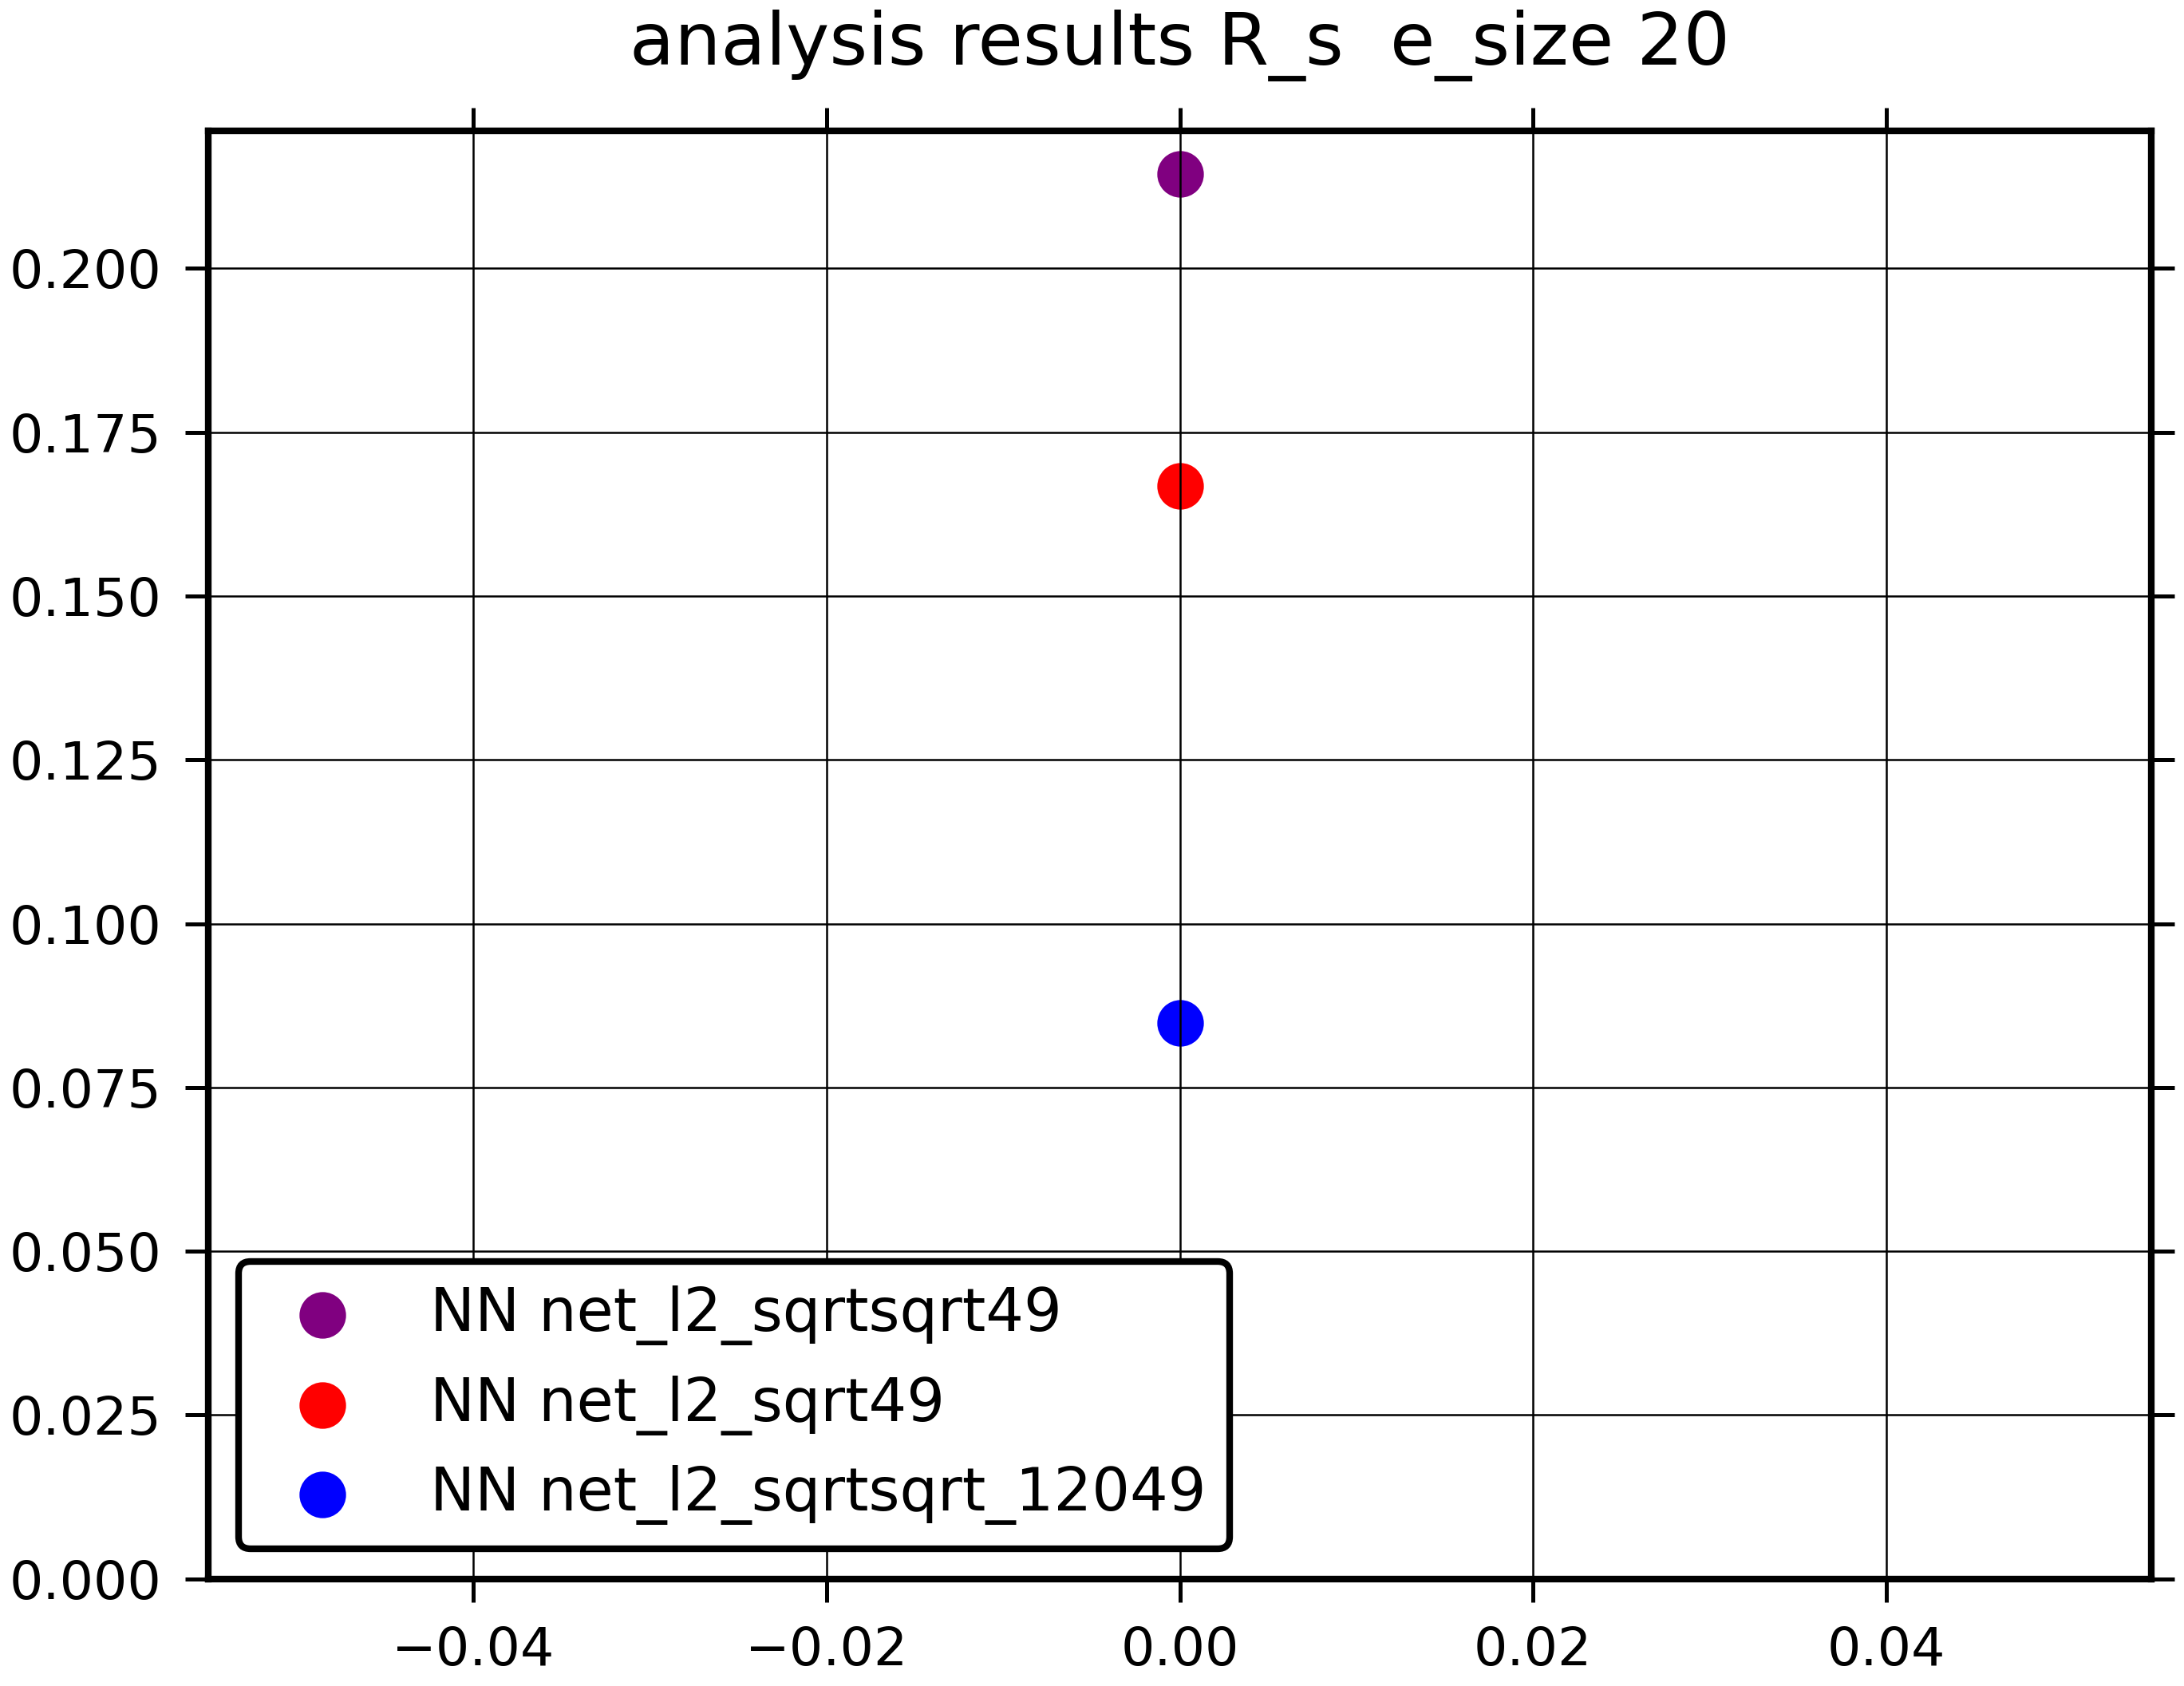 analysis results R_s  e_size 20
0.200
0.175
0.150
0.125
0.100
0.075
0.050
0.025
0.000
NN net_l2_sqrtsqrt49
NN net_l2_sqrt49
NN net_l2_sqrtsqrt_12049
−0.04 −0.02 0.00 0.02 0.04